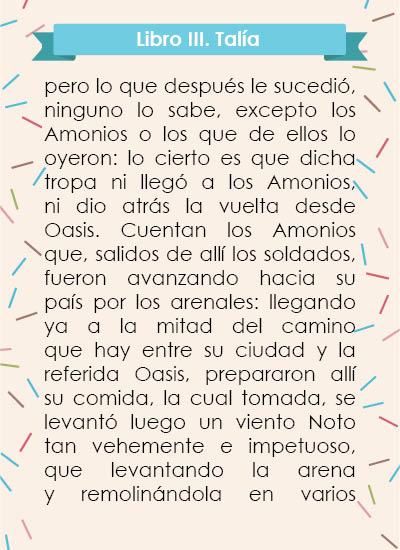 Libro III. Talía
pero lo que después le sucedió,
ninguno lo sabe, excepto los
Amonios o los que de ellos lo
oyeron: lo cierto es que dicha
tropa ni llegó a los Amonios,
ni dio atrás la vuelta desde
Oasis. Cuentan los Amonios
que, salidos de allí los soldados,
fueron avanzando hacia su
país por los arenales: llegando
ya a la mitad del camino
que hay entre su ciudad y la
referida Oasis, prepararon allí
su comida, la cual tomada, se
levantó luego un viento Noto
tan vehemente e impetuoso,
que levantando la arena
y remolinándola en varios